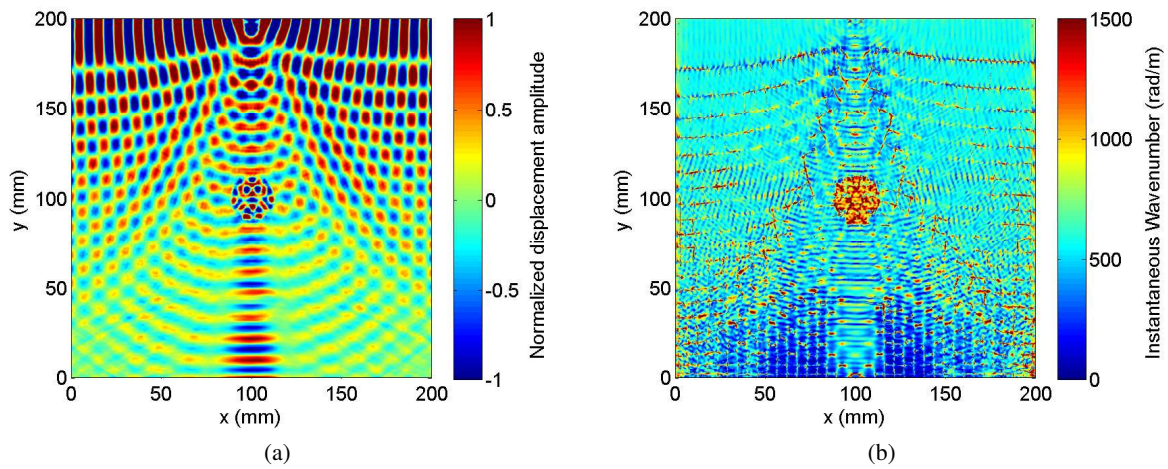 200
150
100
50
0
y (mm)
0 50 100 150 200
x (mm)
1
0.5
0
-0.5
-1
Normalized displacement amplitude
(a)
200
150
100
50
0
y (mm)
0 50 100 150 200
x (mm)
1500
1000
500
0
Instantaneous Wavenumber (rad/m)
(b)